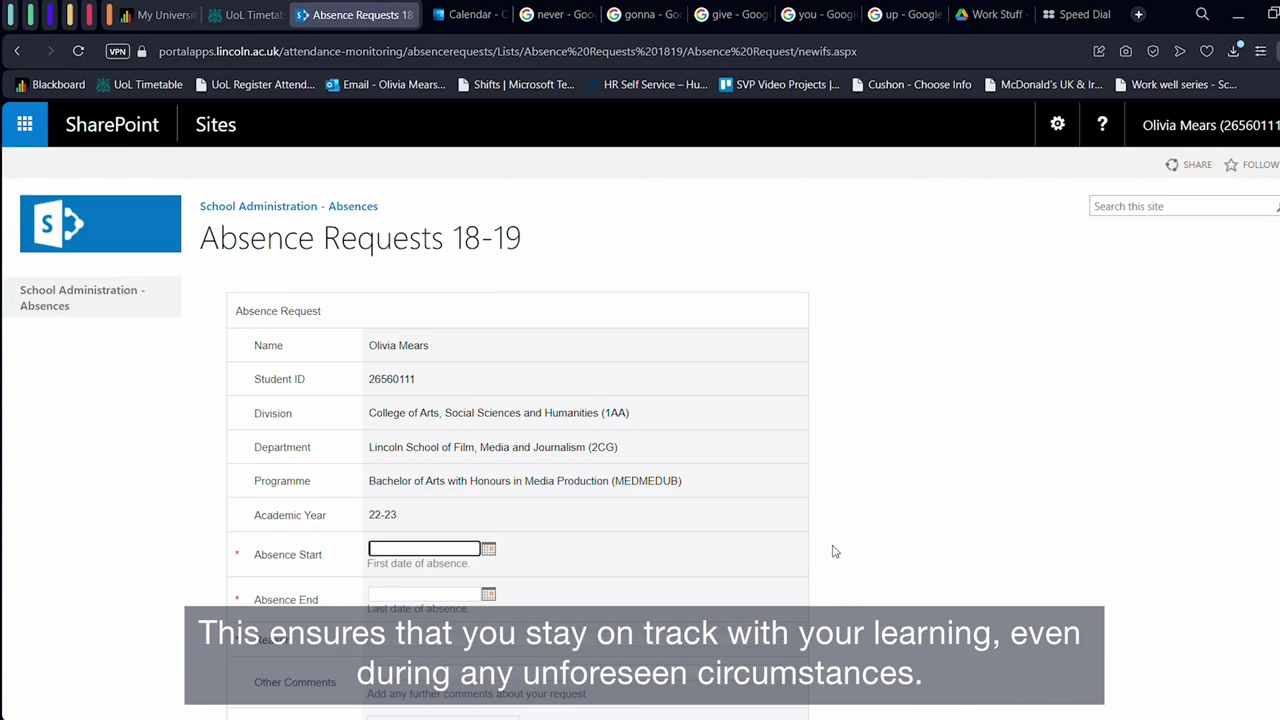 My Universi
UoL Timetab
Absence Requests 18
Calendar - C
never - Goo
gonna - Go
give - Goog
you - Google
up - Google
Work Stuff -
Speed Dial
VPN
portalapps.lincoln.ac.uk/attendance-monitoring/absencerequests/Lists/Absence%20Requests%201819/Absence%20Request/newifs.aspx
Blackboard
UoL Timetable
UoL Register Attend...
Email - Olivia Mears...
Shifts | Microsoft Te...
HR Self Service – Hu...
SVP Video Projects |...
Cushon - Choose Info
McDonald's UK & Ir...
Work well series - Sc...
SharePoint
Sites
?
Olivia Mears (26560111
SHARE
FOLLOW
S
School Administration - Absences
Search this site
Absence Requests 18-19
School Administration -
Absences
Absence Request
Name
Olivia Mears
Student ID
26560111
Division
College of Arts, Social Sciences and Humanities (1AA)
Department
Lincoln School of Film, Media and Journalism (2CG)
Programme
Bachelor of Arts with Honours in Media Production (MEDMEDUB)
Academic Year
22-23
* Absence Start
First date of absence.
* Absence End
Last date of absence.
This ensures that you stay on track with your learning, even
during any unforeseen circumstances.
Other Comments
Add any further comments about your request.